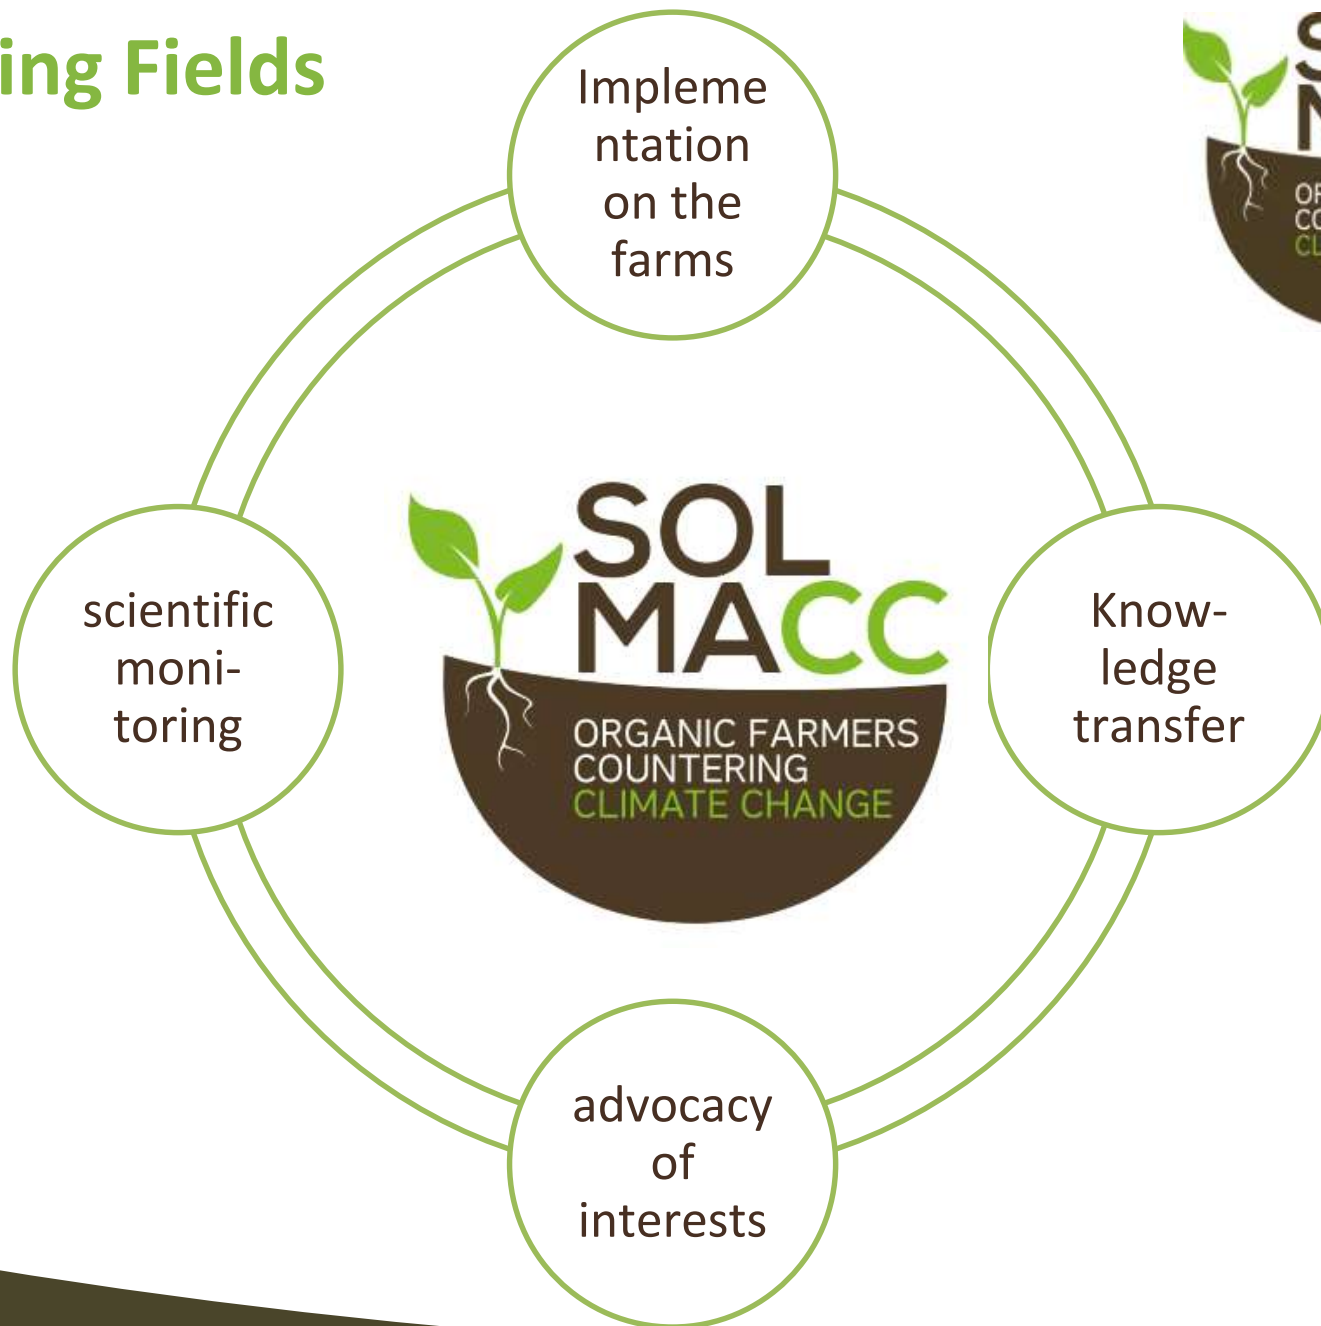 ing Fields
Impleme
ntation
on the
farms
scientific
moni-
toring
SOL
MACC
ORGANIC FARMERS
COUNTERING
CLIMATE CHANGE
Know-
ledge
transfer
advocacy
of
interests